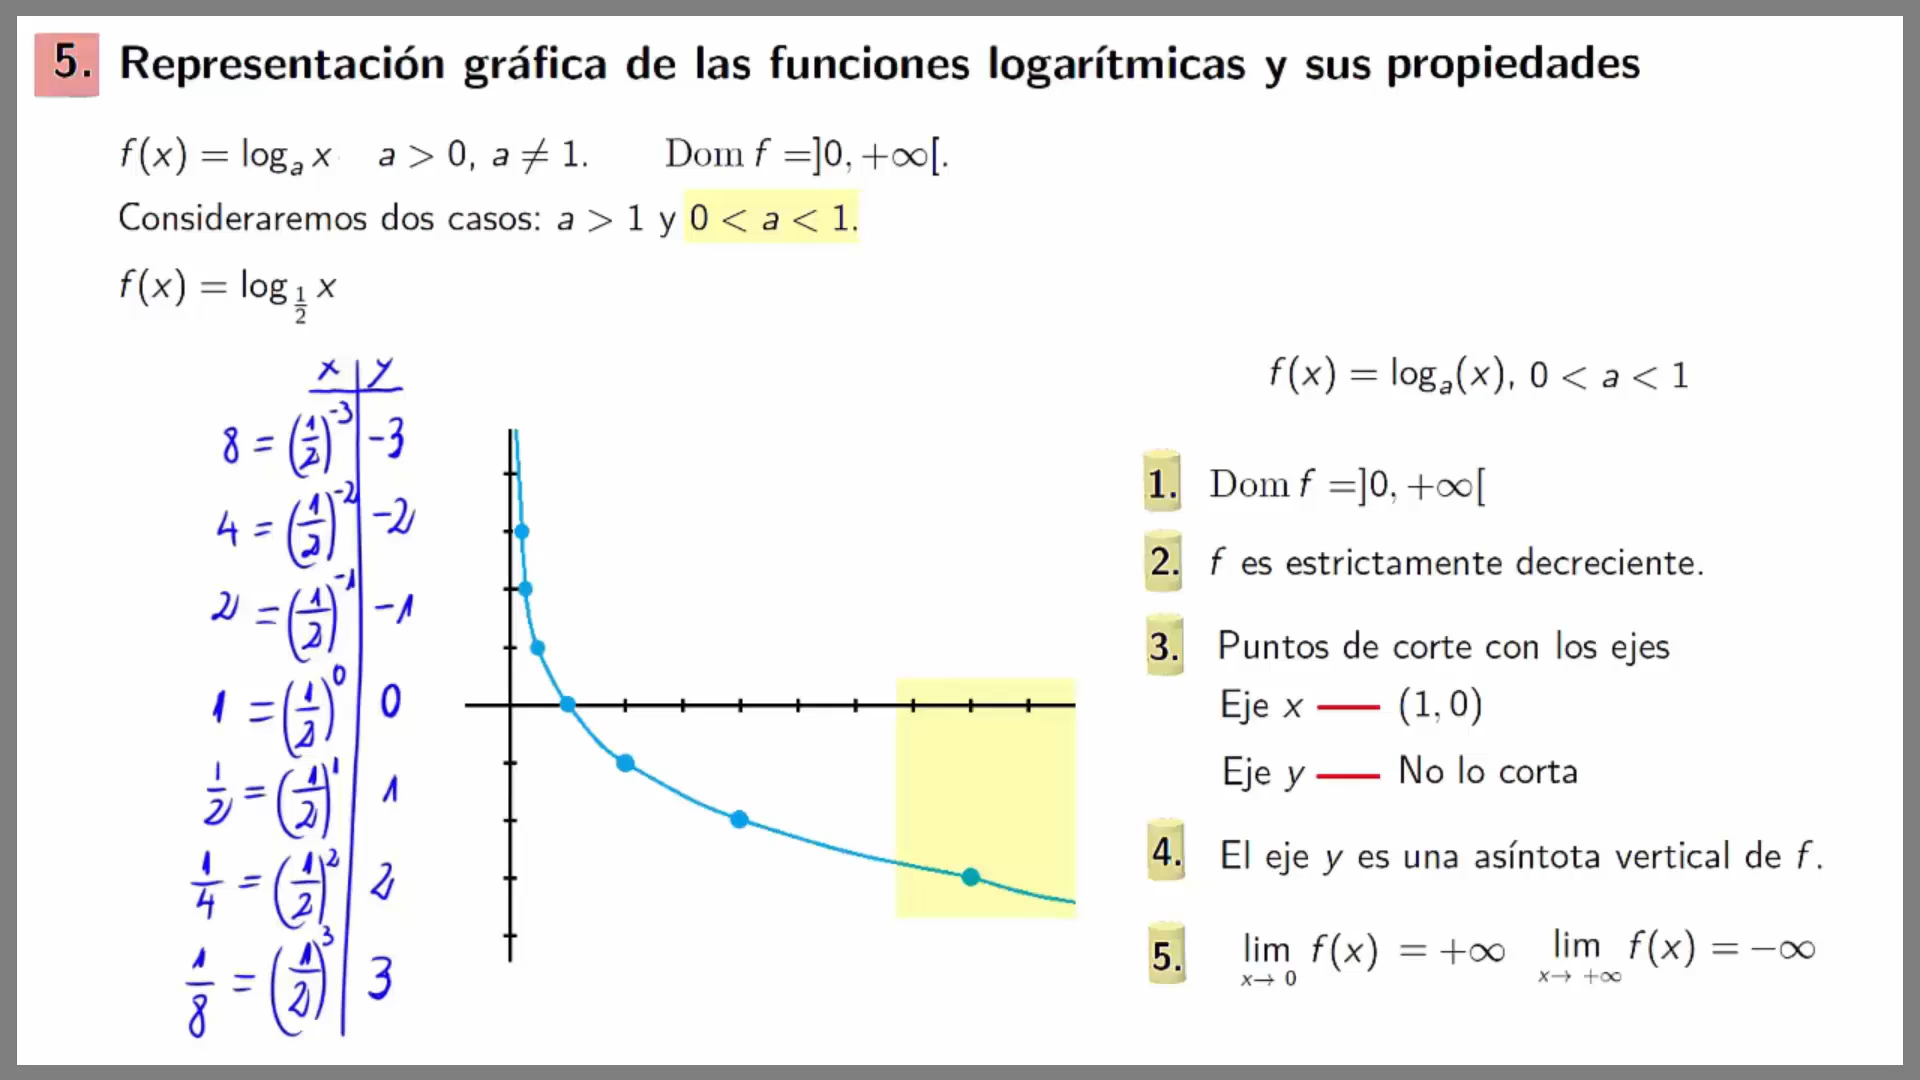 5. Representación gráfica de las funciones logarítmicas y sus propiedades
f(x) = logₐ x a > 0, a ≠ 1. Dom f =]0, +∞[.
Consideraremos dos casos: a > 1 y 0 < a < 1.
f(x) = log_{1/2} x
x | y
8 = (1/2)^{-3} | -3
4 = (1/2)^{-2} | -2
2 = (1/2)^{-1} | -1
1 = (1/2)^{0} | 0
1/2 = (1/2)^{1} | 1
1/4 = (1/2)^{2} | 2
1/8 = (1/2)^{3} | 3
f(x) = logₐ(x), 0 < a < 1
1. Dom f =]0, +∞[
2. f es estrictamente decreciente.
3. Puntos de corte con los ejes
Eje x — (1, 0)
Eje y — No lo corta
4. El eje y es una asíntota vertical de f.
5. lim_{x→ 0} f(x) = +∞ lim_{x→ +∞} f(x) = −∞